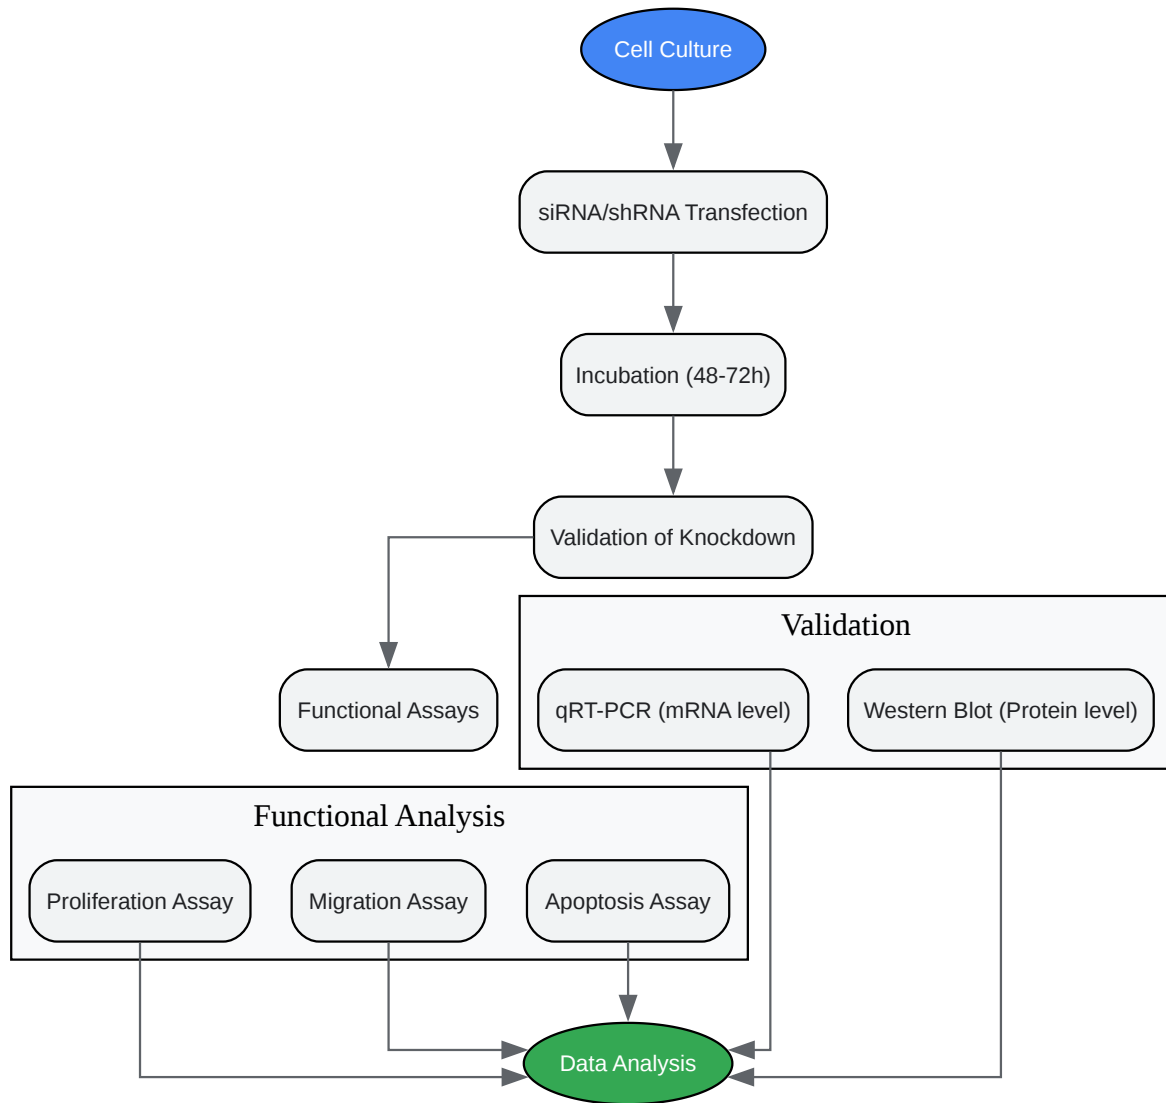 Cell Culture
siRNA/shRNA Transfection
Incubation (48-72h)
Validation of Knockdown
Validation
Functional Assays
qRT-PCR (mRNA level)
Western Blot (Protein level)
Functional Analysis
Proliferation Assay
Migration Assay
Apoptosis Assay
Data Analysis